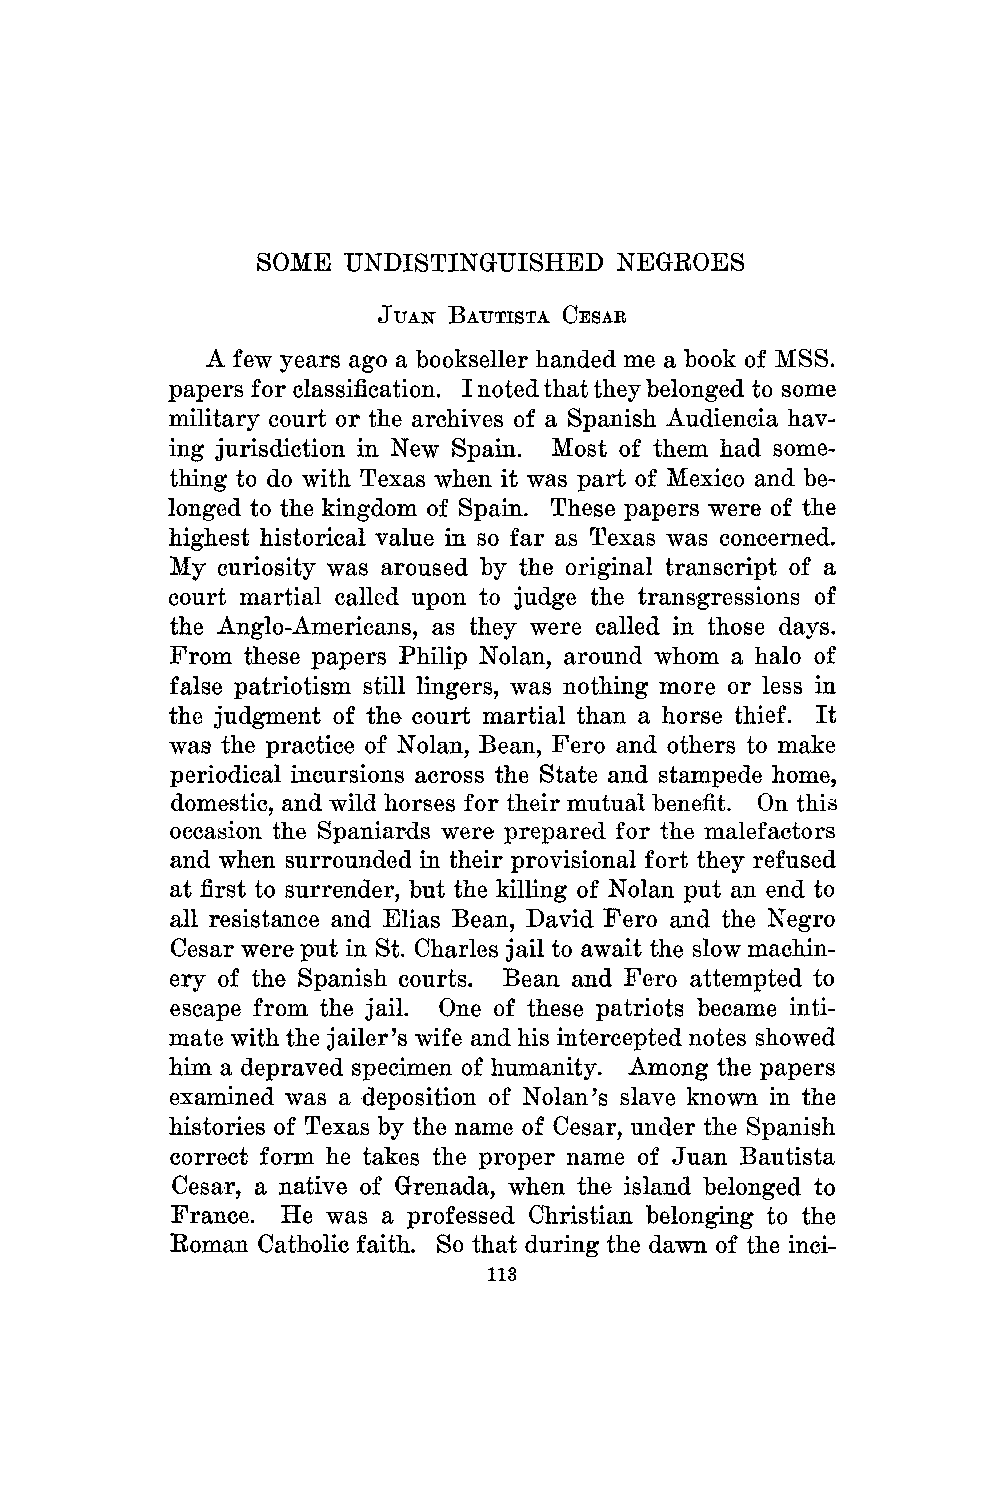 SOME UNDISTINGUISHED NEGROES
JUAN BAUTISTA CESAR
A few years ago a bookseller handed me a book of MSS.
papers for classification. I noted that they belonged to some
military court or the archives of a Spanish Audiencia hav-
ing jurisdiction in New Spain. Most of them had some-
thing to do with Texas when it was part of Mexico and be-
longed to the kingdom of Spain. These papers were of the
highest historical value in so far as Texas was concerned.
My curiosity was aroused by the original transcript of a
court martial called upon to judge the transgressions of
the Anglo-Americans, as they were called in those days.
From these papers Philip Nolan, around whom a halo of
false patriotism still lingers, was nothing more or less in
the judgment of the court martial than a horse thief. It
was the practice of Nolan, Bean, Fero and others to make
periodical incursions across the State and stampede home,
domestic, and wild horses for their mutual benefit. On this
occasion the Spaniards were prepared for the malefactors
and when surrounded in their provisional fort they refused
at first to surrender, but the killing of Nolan put an end to
all resistance and Elias Bean, David Fero and the Negro
Cesar were put in St. Charles jail to await the slow machin-
ery of the Spanish courts. Bean and Fero attempted to
escape from the jail. One of these patriots became inti-
mate with the jailer's wife and his intercepted notes showed
him a depraved specimen of humanity. Among the papers
examined was a deposition of Nolan's slave known in the
histories of Texas by the name of Cesar, under the Spanish
correct form he takes the proper name of Juan Bautista
Cesar, a native of Grenada, when the island belonged to
France. He was a professed Christian belonging to the
Roman Catholic faith. So that during the dawn of the inci-
113